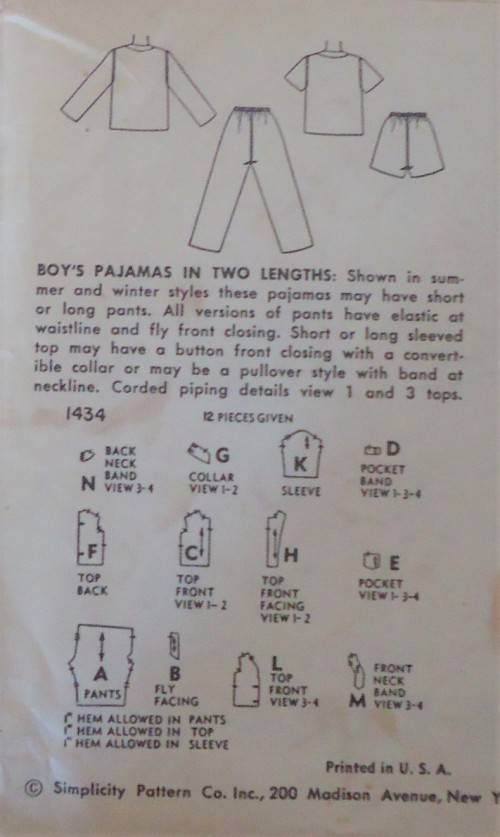 BOY'S PAJAMAS IN TWO LENGTHS: Shown in sum-
mer and winter styles these pajamas may have short
or long pants. All versions of pants have elastic at
waistline and fly front closing. Short or long sleeved
top may have a button front closing with a convert-
ible collar or may be a pullover style with band at
neckline. Corded piping details view 1 and 3 tops.
1434 12 PIECES GIVEN
N BACK
NECK
BAND
VIEW 3-4
G
COLLAR
VIEW 1-2
K
SLEEVE
D
POCKET
BAND
VIEW 1-3-4
F
TOP
BACK
C
TOP
FRONT
VIEW 1-2
H
TOP
FRONT
FACING
VIEW 1-2
E
POCKET
VIEW 1-3-4
A
PANTS
B
FLY
FACING
L
TOP
FRONT
VIEW 3-4
M FRONT
NECK
BAND
VIEW 3-4
1" HEM ALLOWED IN PANTS
1" HEM ALLOWED IN TOP
1" HEM ALLOWED IN SLEEVE
Printed in U. S. A.
© Simplicity Pattern Co. Inc., 200 Madison Avenue, New Y